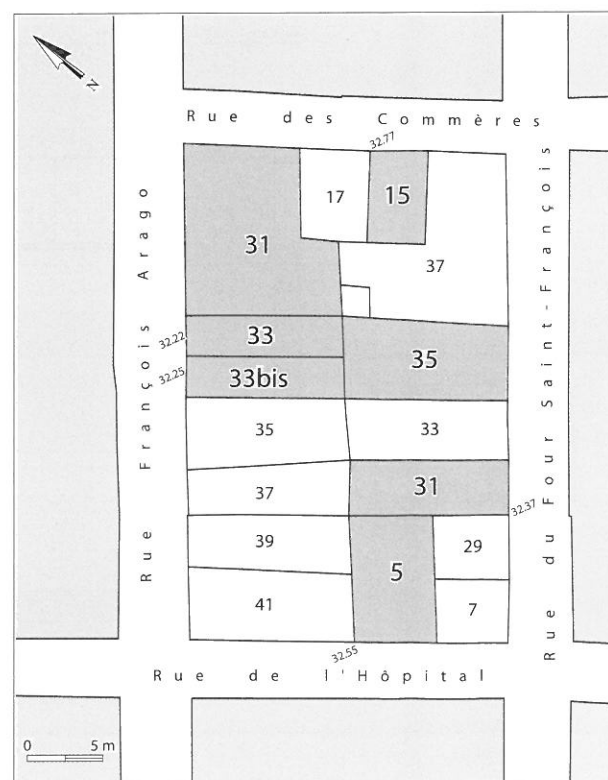 N
Rue des Commères
32.77
17
15
31
37
Rue François Arago
Rue du Four Saint-François
32.22
33
35
32.25
33bis
35
33
37
31
32.37
39
29
5
41
7
32.55
Rue de l'Hôpital
0 5 m